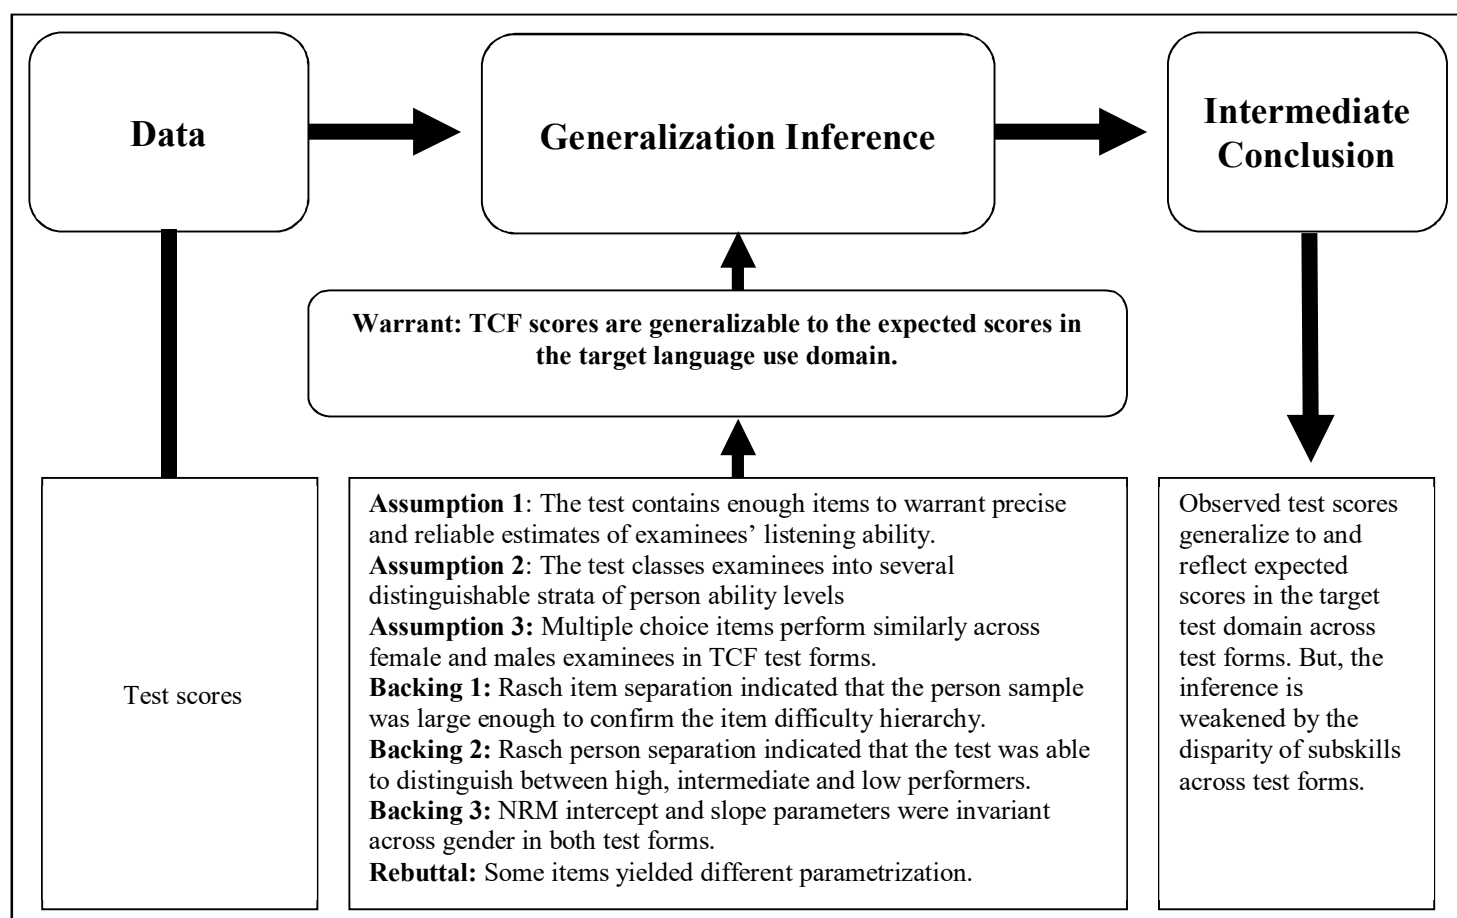 Data
Generalization Inference
Intermediate
Conclusion
Warrant: TCF scores are generalizable to the expected scores in
the target language use domain.
Test scores
Assumption 1: The test contains enough items to warrant precise
and reliable estimates of examinees’ listening ability.
Assumption 2: The test classes examinees into several
distinguishable strata of person ability levels
Assumption 3: Multiple choice items perform similarly across
female and males examinees in TCF test forms.
Backing 1: Rasch item separation indicated that the person sample
was large enough to confirm the item difficulty hierarchy.
Backing 2: Rasch person separation indicated that the test was able
to distinguish between high, intermediate and low performers.
Backing 3: NRM intercept and slope parameters were invariant
across gender in both test forms.
Rebuttal: Some items yielded different parametrization.
Observed test scores
generalize to and
reflect expected
scores in the target
test domain across
test forms. But, the
inference is
weakened by the
disparity of subskills
across test forms.